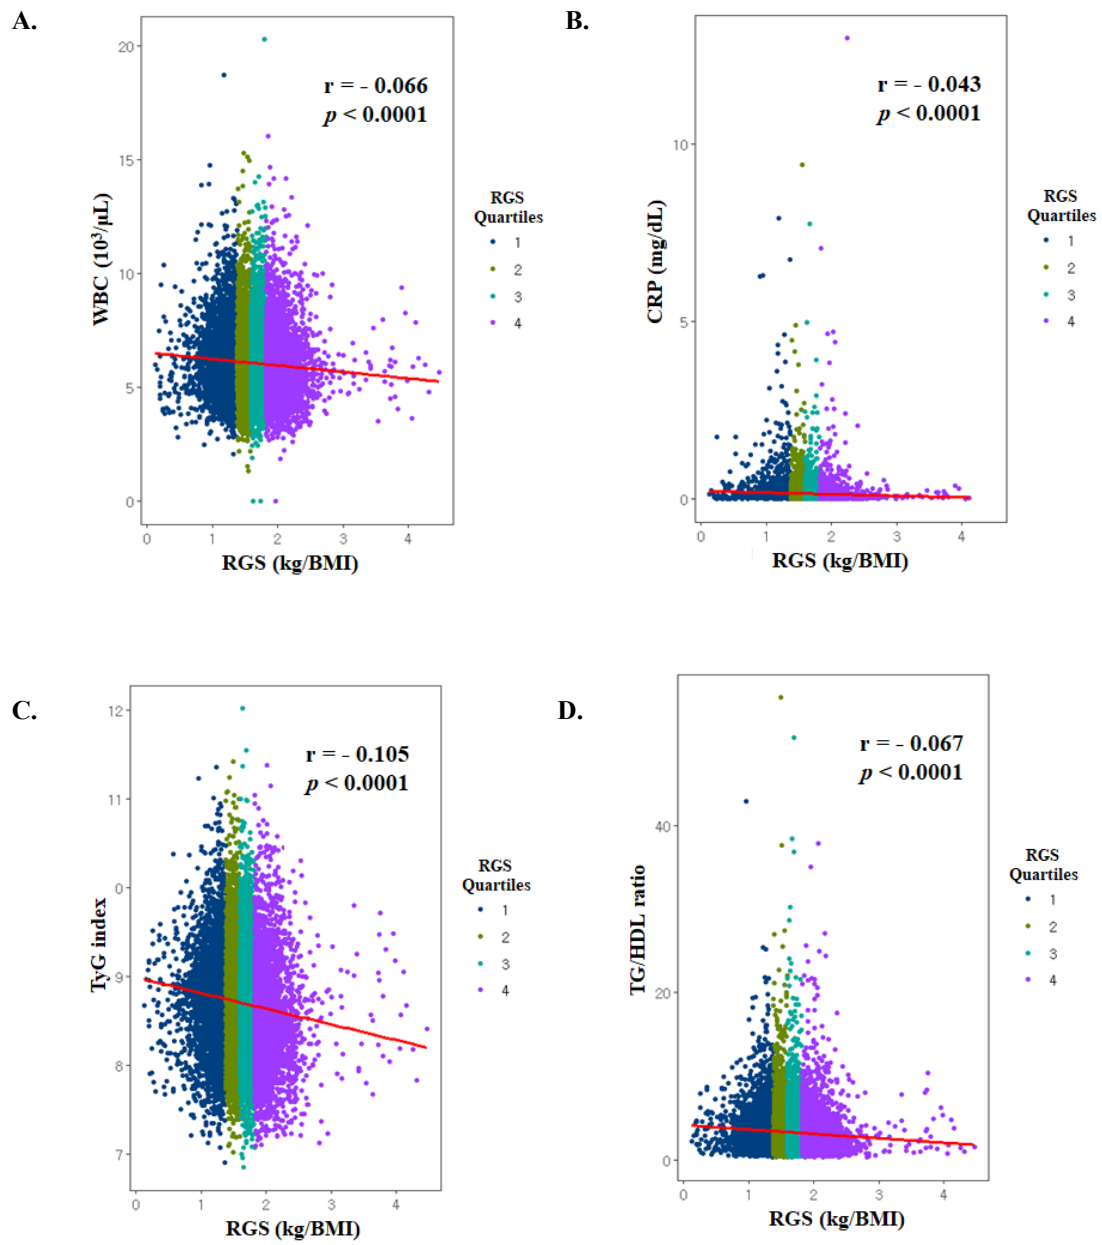 A.
20
15
10
5
0
0 1 2 3 4
WBC (10³/μL)
RGS (kg/BMI)
r = - 0.066
p < 0.0001
RGS
Quartiles
1
2
3
4
B.
10
5
0
0 1 2 3 4
CRP (mg/dL)
RGS (kg/BMI)
r = - 0.043
p < 0.0001
RGS
Quartiles
1
2
3
4
C.
12
11
0
9
8
7
0 1 2 3 4
TyG index
RGS (kg/BMI)
r = - 0.105
p < 0.0001
RGS
Quartiles
1
2
3
4
D.
40
20
0
0 1 2 3 4
TG/HDL ratio
RGS (kg/BMI)
r = - 0.067
p < 0.0001
RGS
Quartiles
1
2
3
4